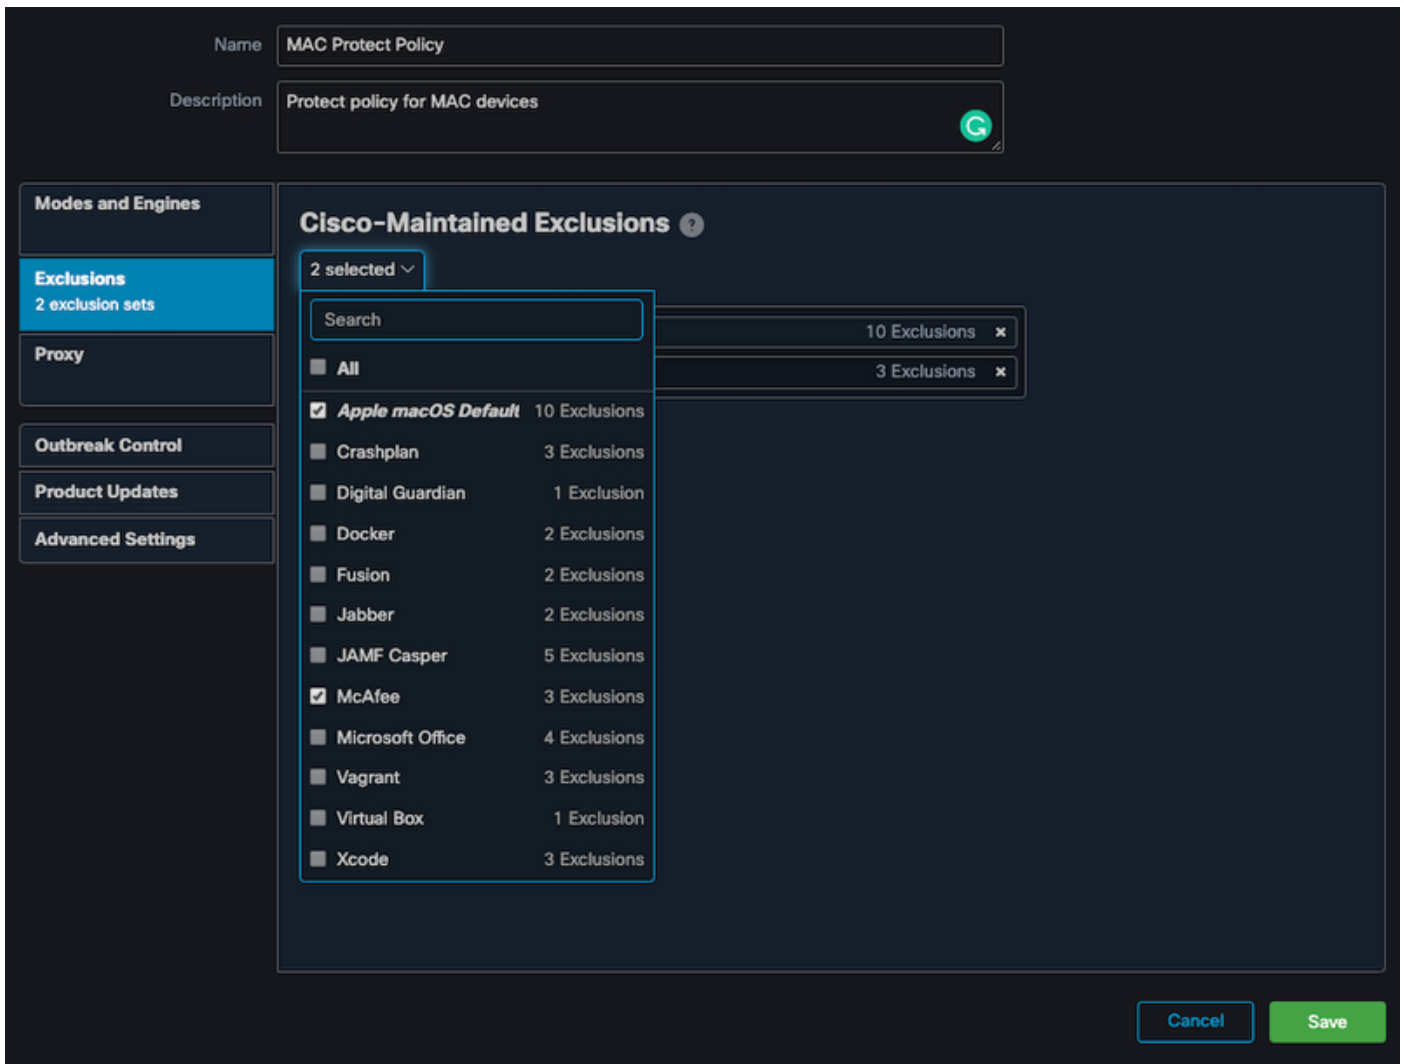 Name
MAC Protect Policy
Description
Protect policy for MAC devices
Modes and Engines
Exclusions
2 exclusion sets
Proxy
Outbreak Control
Product Updates
Advanced Settings
Cisco-Maintained Exclusions ?
2 selected
Search
10 Exclusions ×
3 Exclusions ×
All
Apple macOS Default 10 Exclusions
Crashplan 3 Exclusions
Digital Guardian 1 Exclusion
Docker 2 Exclusions
Fusion 2 Exclusions
Jabber 2 Exclusions
JAMF Casper 5 Exclusions
McAfee 3 Exclusions
Microsoft Office 4 Exclusions
Vagrant 3 Exclusions
Virtual Box 1 Exclusion
Xcode 3 Exclusions
Cancel
Save